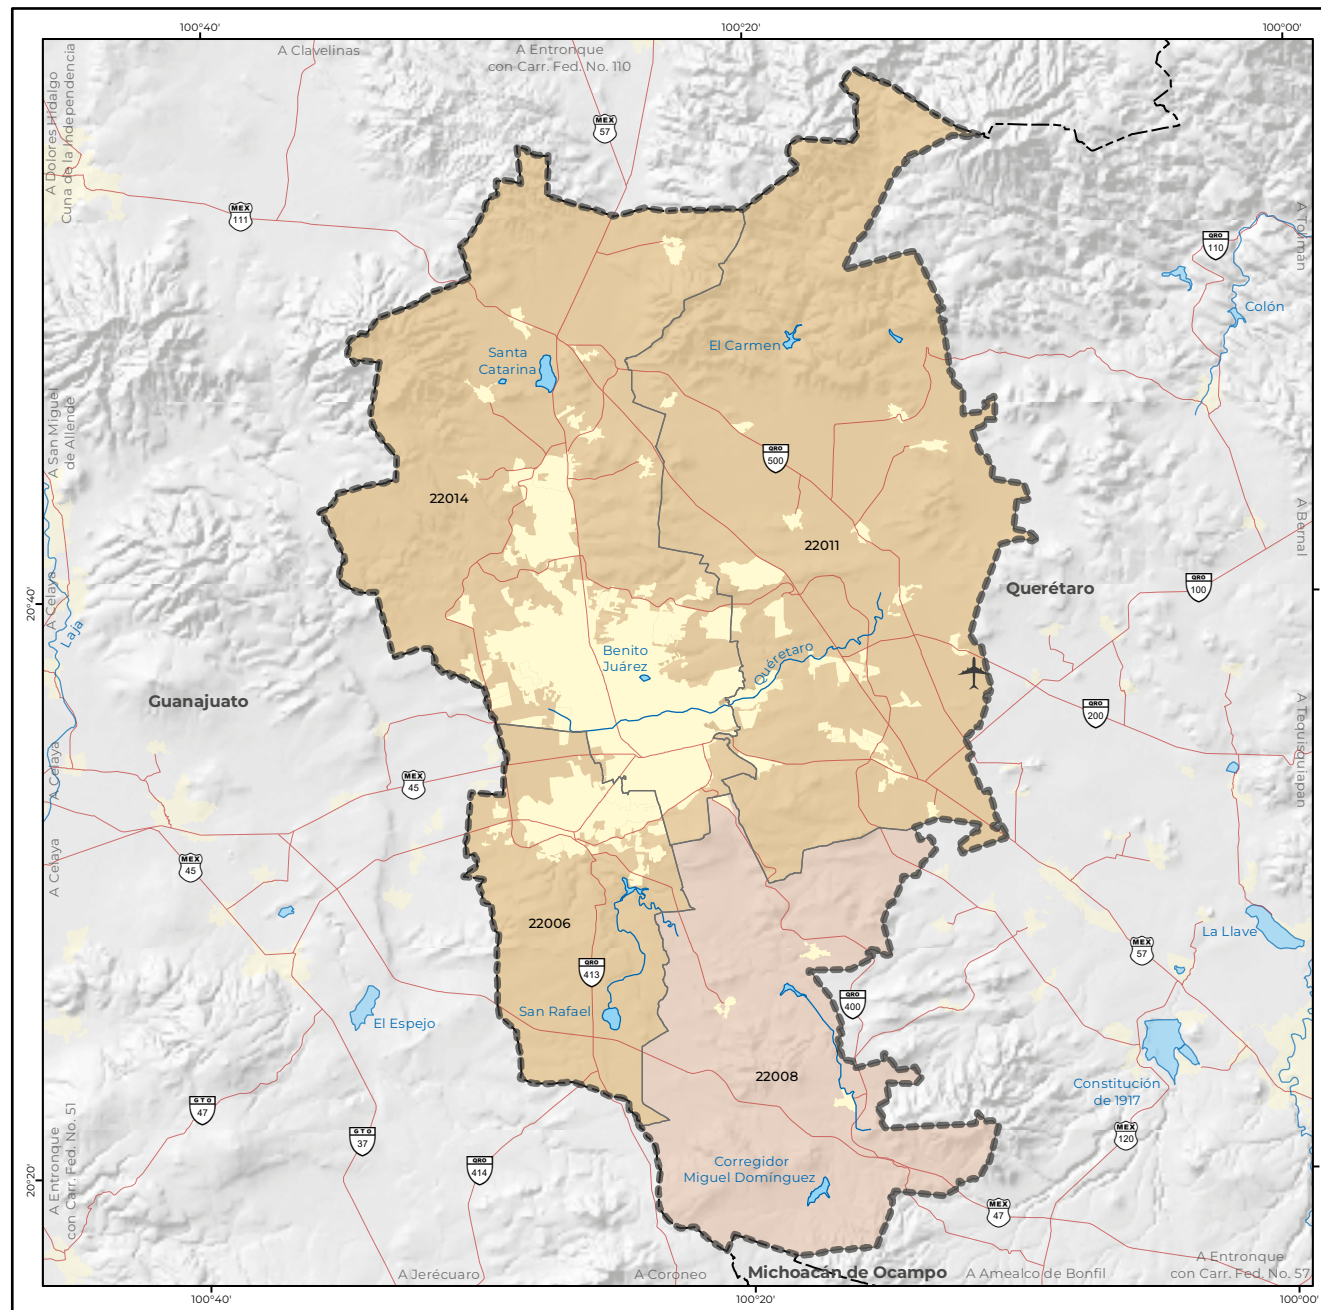 100°40'
100°20'
100°00'
A Clavelinas
A Entronque
con Carr. Fed. No. 110
A Dolores Hidalgo
Cuna de la Independencia
MEX
57
MEX
111
A Tolimán
QRO
110
Colón
El Carmen
Santa
Catarina
A San Miguel
de Allende
QRO
500
22014
A Bernal
22011
Querétaro
QRO
100
20°40'
A Celaya
Laja
Benito
Juárez
Quéretaro
Guanajuato
QRO
200
A Tequisquiapan
A Celaya
MEX
45
A Celaya
MEX
45
22006
La Llave
MEX
57
QRO
413
QRO
400
El Espejo
San Rafael
22008
Constitución
de 1917
GTO
47
MEX
120
GTO
37
A Entronque
con Carr. Fed. No. 51
QRO
414
Corregidor
Miguel Domínguez
20°20'
MEX
47
A Entronque
con Carr. Fed. No. 57
A Jerécuaro
A Coroneo
Michoacán de Ocampo
A Amealco de Bonfil
100°40'
100°20'
100°00'